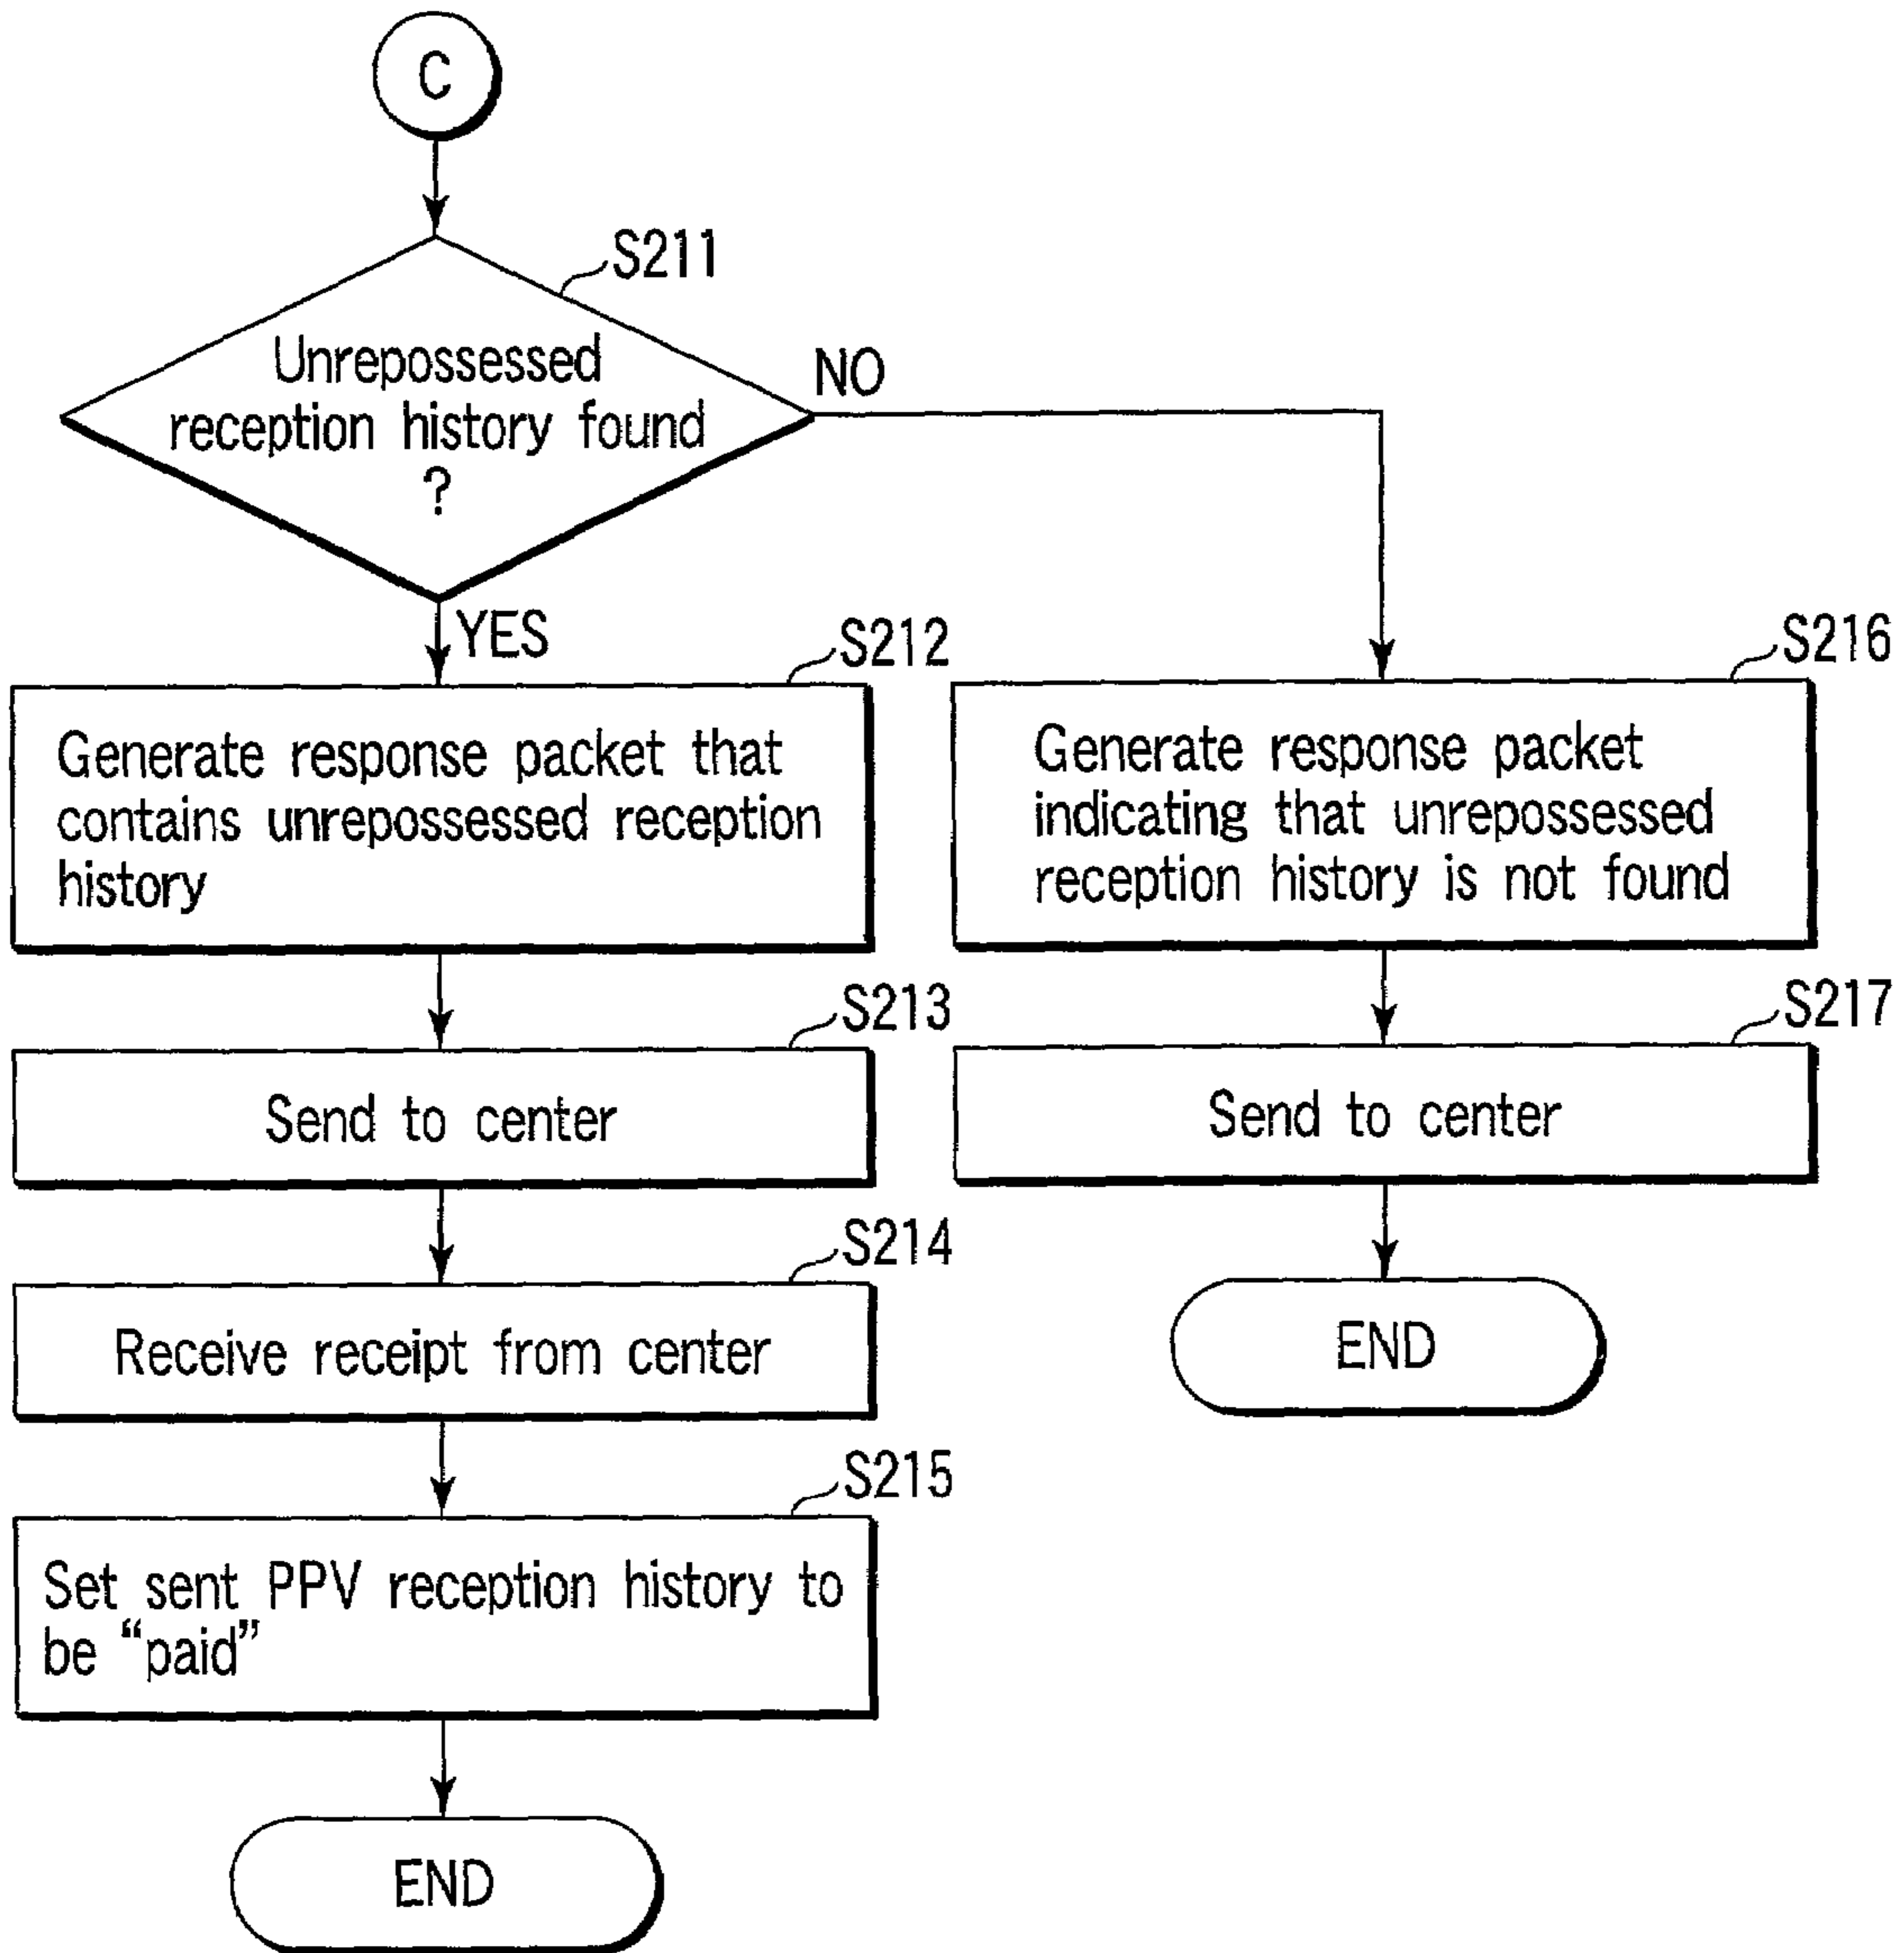 C
S211
Unrepossessed
reception history found
?
NO
YES
S212
Generate response packet that
contains unrepossessed reception
history
S216
Generate response packet
indicating that unrepossessed
reception history is not found
S213
Send to center
S217
Send to center
S214
Receive receipt from center
END
S215
Set sent PPV reception history to
be “paid”
END